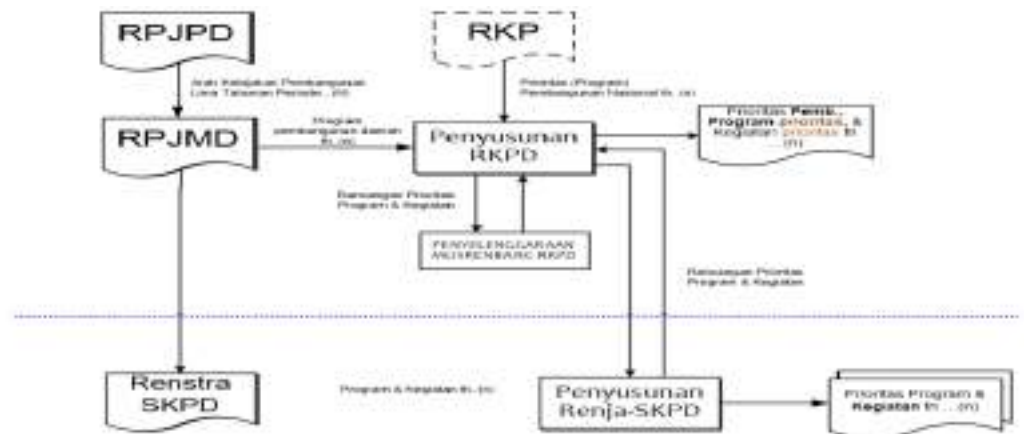 RPJPD
RKP
Arah Kebijakan Pembangunan
Lima Tahunan Periode.. (n)
Prioritas (Program)
Pembangunan Nasional th. (n)
RPJMD
Program
pembangunan daerah
th..(n)
Penyusunan
RKPD
Prioritas Pemb.,
Program prioritas, &
Kegiatan prioritas th
(n)
Rancangan Prioritas
Program & Kegiatan
PENYELENGGARAAN
MUSRENBANG RKPD
Rancangan Prioritas
Program & Kegiatan
Renstra
SKPD
Program & Kegiatan th..(n)
Penyusunan
Renja-SKPD
Prioritas Program &
Kegiatan th ...(n)